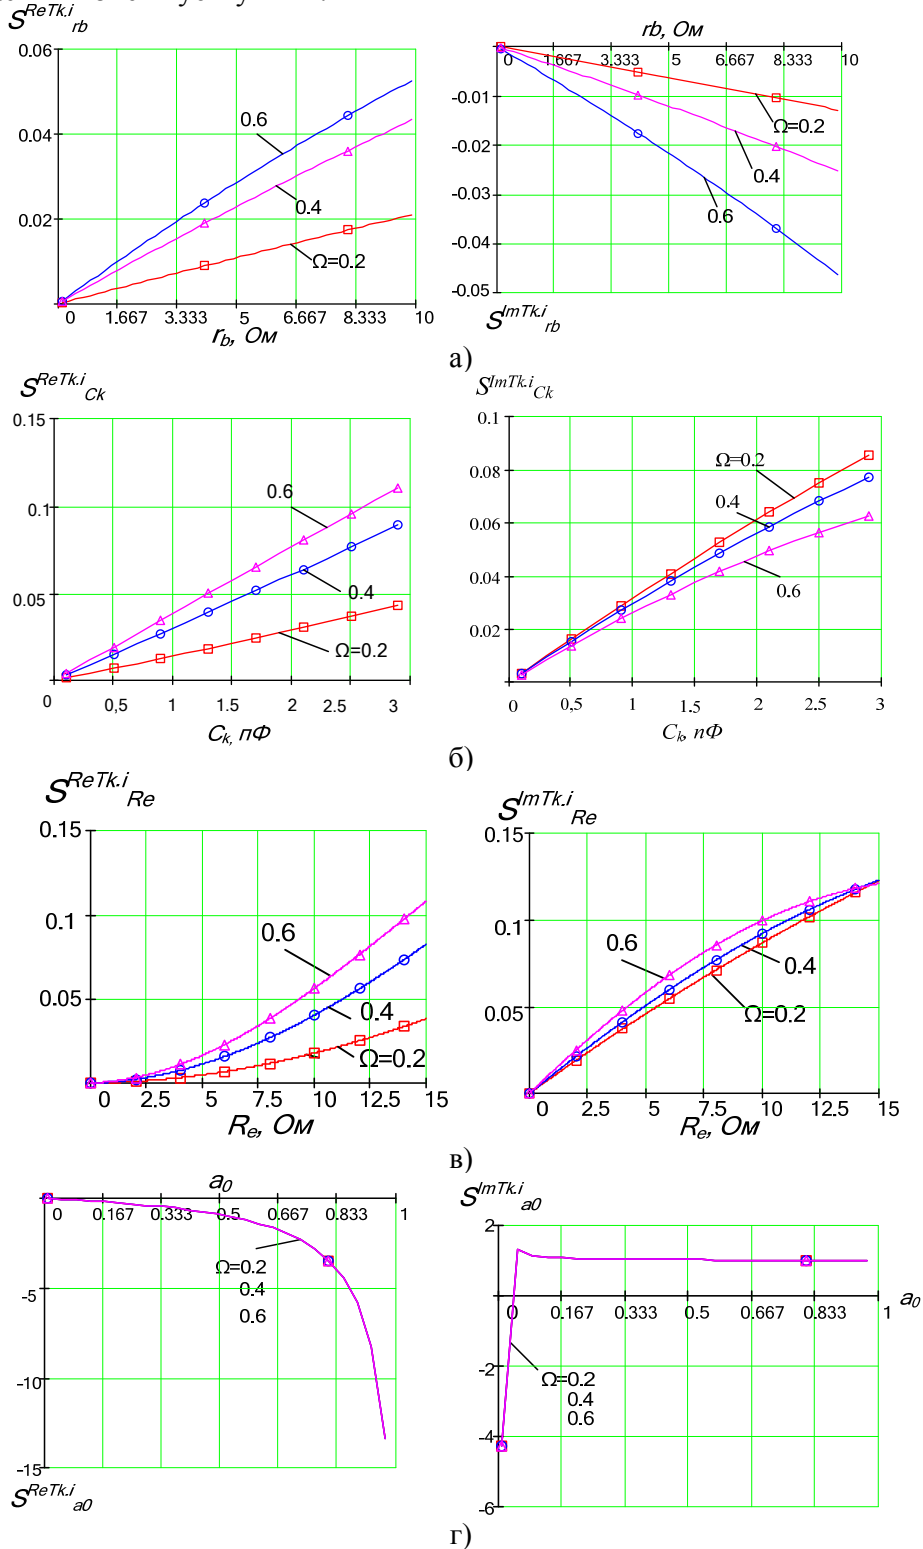 S^ReTk.i_rb
0.06
0.04
0.02
0.6
0.4
Ω=0.2
0 1.667 3.333 5 6.667 8.333 10
r_b, Ом
rb, Ом
0 1.667 3.333 5 6.667 8.333 10
-0.01
-0.02
-0.03
-0.04
-0.05
Ω=0.2
0.4
0.6
S^ImTk.i_rb
а)
S^ReTk.i_Ck
0.15
0.1
0.05
0.6
0.4
Ω=0.2
0 0,5 1 1.5 2 2.5 3
C_k, пФ
S^ImTk.i_Ck
0.1
0.08
0.06
0.04
0.02
Ω=0.2
0.4
0.6
0 0,5 1 1.5 2 2.5 3
C_k, пФ
б)
S^ReTk.i_Re
0.15
0.1
0.05
0
0.6
0.4
Ω=0.2
0 2.5 5 7.5 10 12.5 15
R_e, Ом
S^ImTk.i_Re
0.15
0.1
0.05
0.6
0.4
Ω=0.2
0 2.5 5 7.5 10 12.5 15
R_e, Ом
в)
a_0
0 0.167 0.333 0.5 0.667 0.833 1
Ω=0.2
0.4
0.6
-5
-10
-15
S^ReTk.i_a0
S^ImTk.i_a0
2
0
0 0.167 0.333 0.5 0.667 0.833 1
a_0
-2
Ω=0.2
0.4
0.6
-4
-6
г)